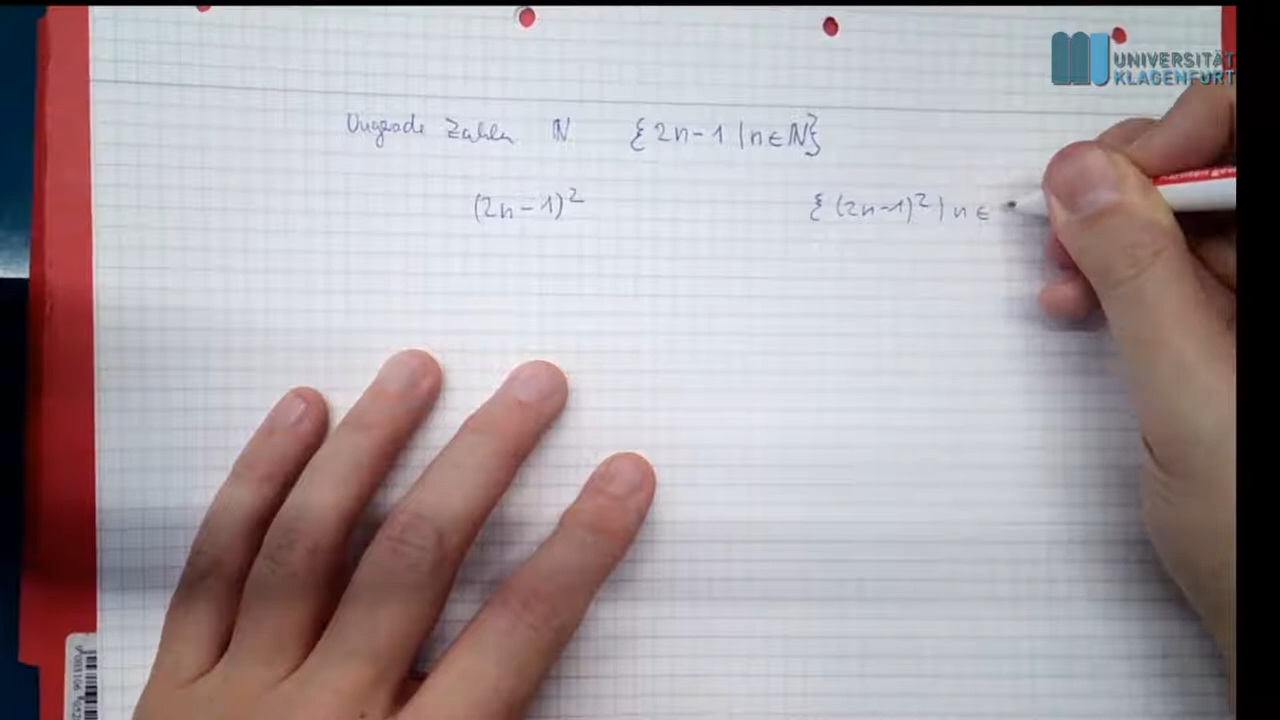 UNIVERSITÄT
KLAGENFURT
Ungerade Zahlen ℕ {2n-1 | n ∈ ℕ}
(2n-1)² {(2n-1)² | n ∈